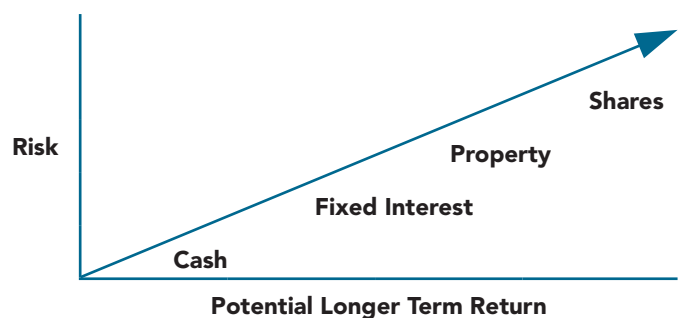 Shares
Risk
Property
Fixed Interest
Cash
Potential Longer Term Return